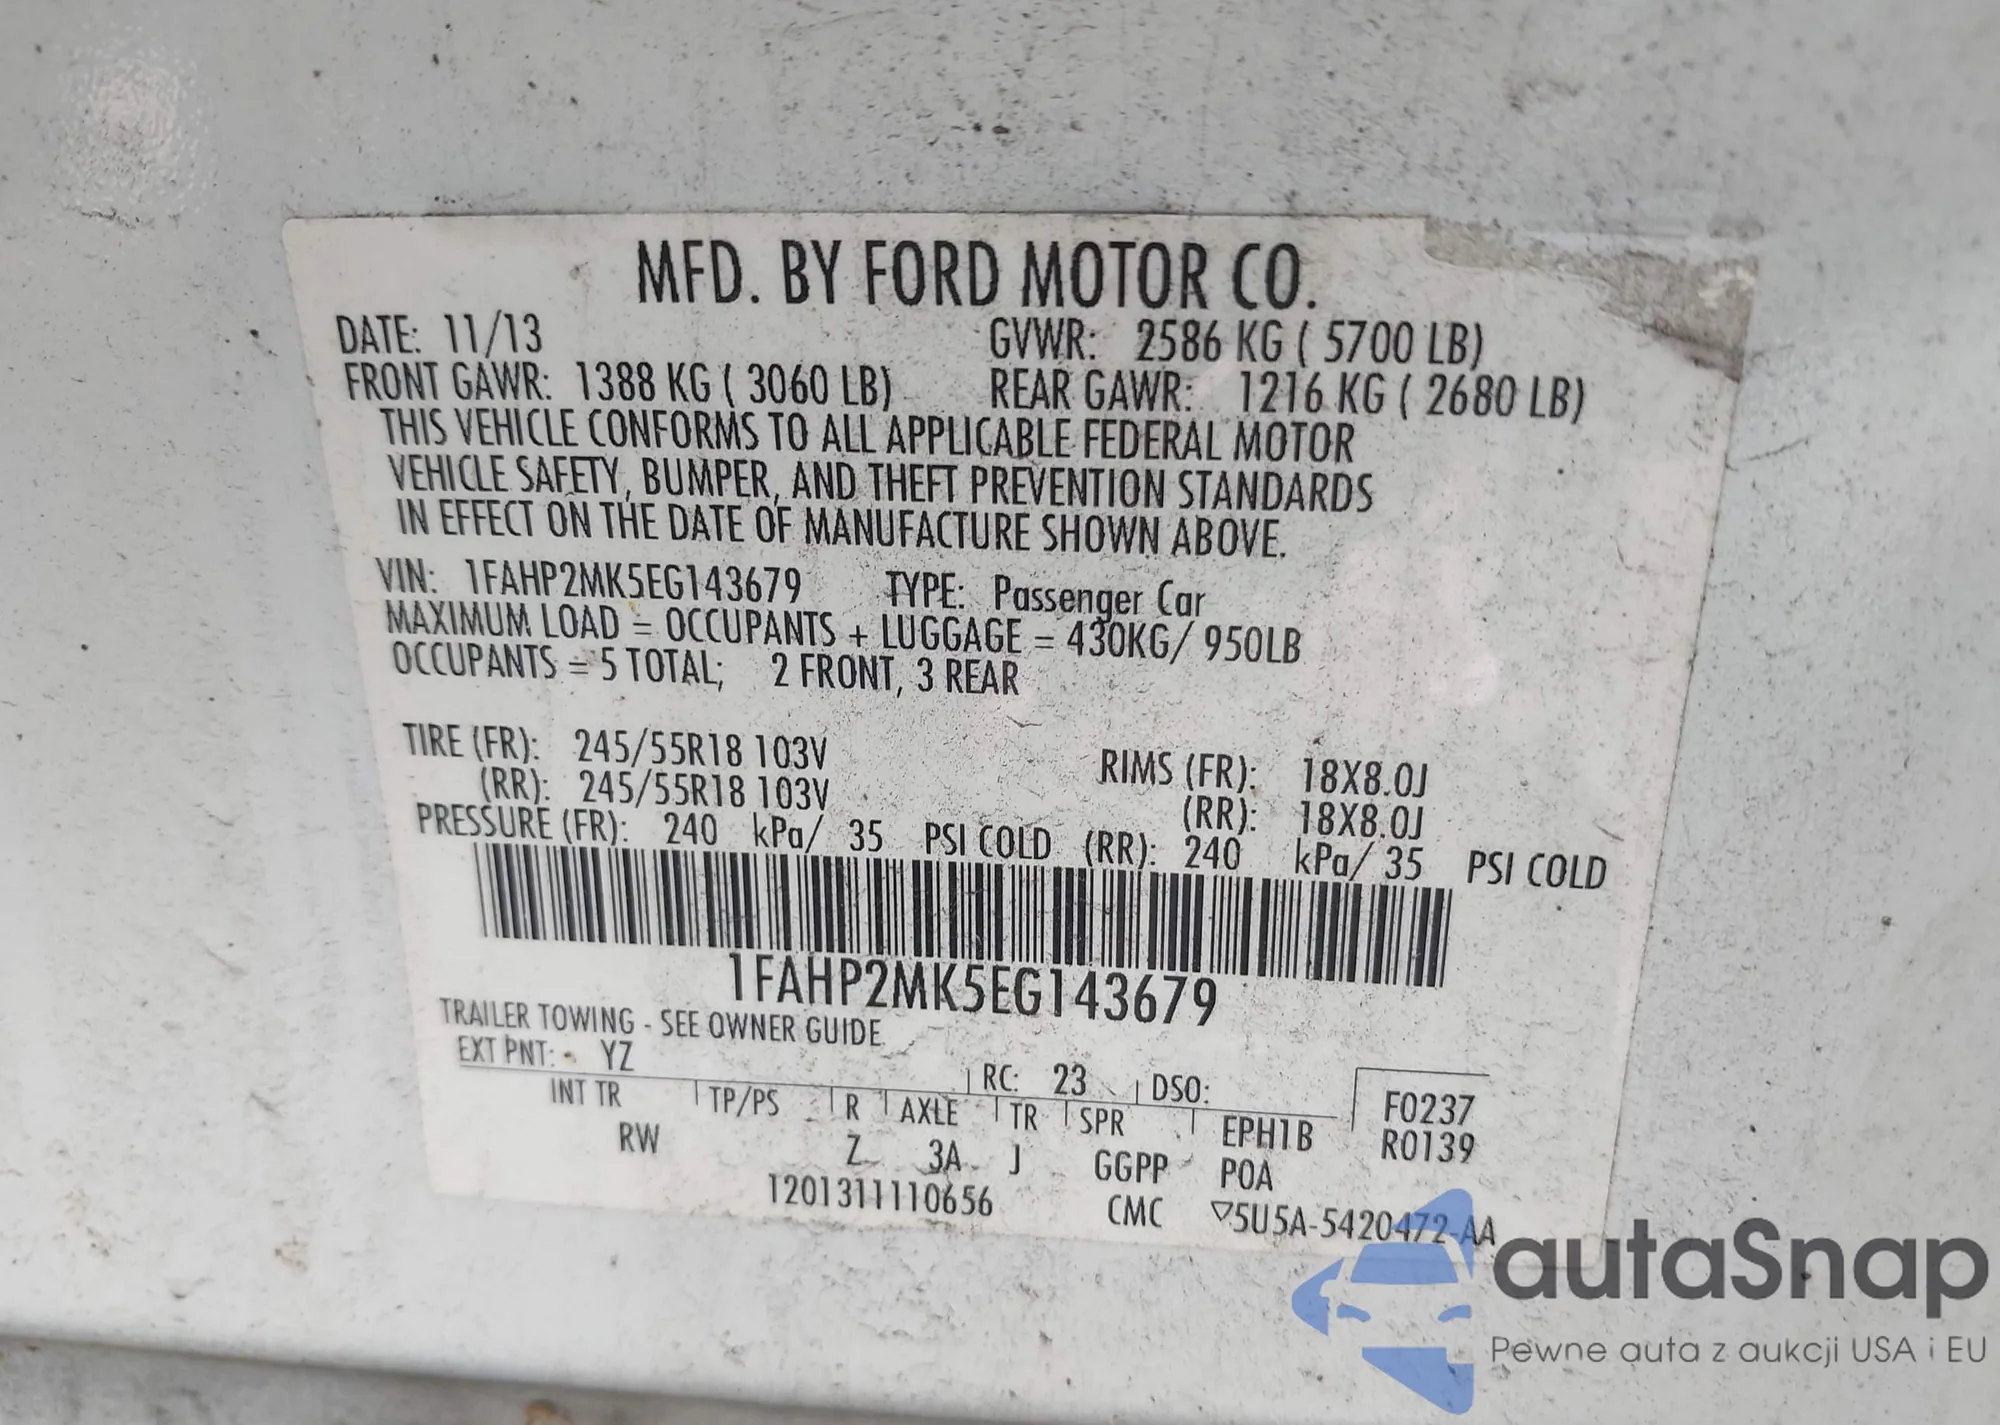 MFD. BY FORD MOTOR CO.
DATE: 11/13 GVWR: 2586 KG ( 5700 LB)
FRONT GAWR: 1388 KG ( 3060 LB) REAR GAWR: 1216 KG ( 2680 LB)
THIS VEHICLE CONFORMS TO ALL APPLICABLE FEDERAL MOTOR
VEHICLE SAFETY, BUMPER, AND THEFT PREVENTION STANDARDS
IN EFFECT ON THE DATE OF MANUFACTURE SHOWN ABOVE.
VIN: 1FAHP2MK5EG143679 TYPE: Passenger Car
MAXIMUM LOAD = OCCUPANTS + LUGGAGE = 430KG/ 950LB
OCCUPANTS = 5 TOTAL; 2 FRONT, 3 REAR
TIRE (FR): 245/55R18 103V RIMS (FR): 18X8.0J
(RR): 245/55R18 103V (RR): 18X8.0J
PRESSURE (FR): 240 kPa/ 35 PSI COLD (RR): 240 kPa/ 35 PSI COLD
1FAHP2MK5EG143679
TRAILER TOWING - SEE OWNER GUIDE
EXT PNT: YZ RC: 23 DSO: F0237
INT TR TP/PS R AXLE TR SPR EPH1B R0139
RW Z 3A J GGPP POA
1201311110656 CMC ▽5U5A-5420472-AA
autaSnap
Pewne auta z aukcji USA i EU